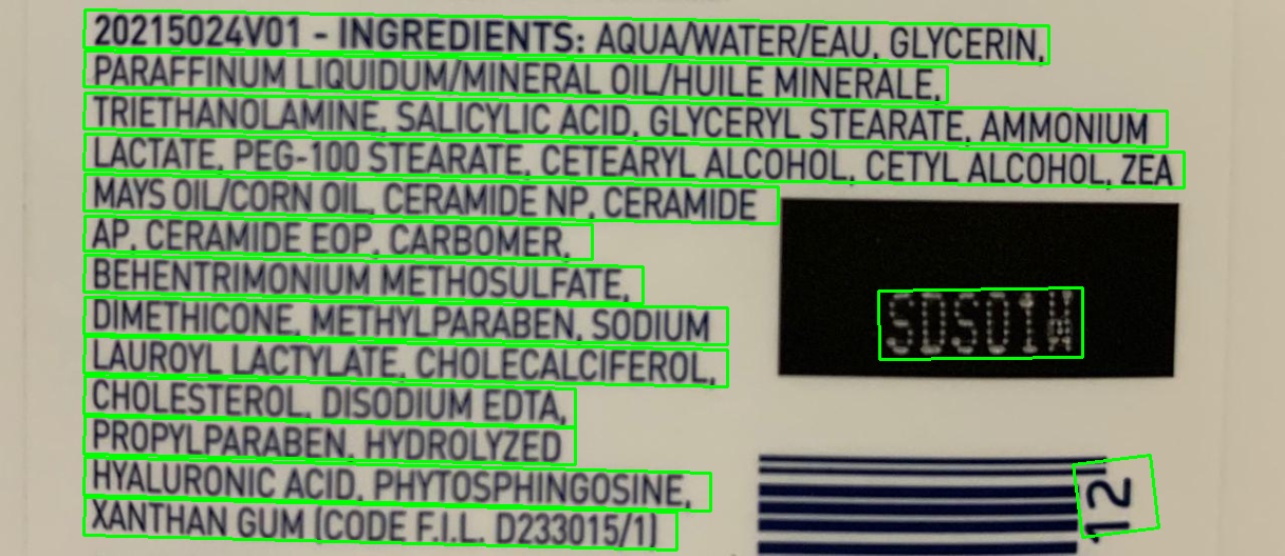 20215024V01 - INGREDIENTS: AQUA/WATER/EAU, GLYCERIN,
PARAFFINUM LIQUIDUM/MINERAL OIL/HUILE MINERALE,
TRIETHANOLAMINE, SALICYLIC ACID, GLYCERYL STEARATE, AMMONIUM
LACTATE, PEG-100 STEARATE, CETEARYL ALCOHOL, CETYL ALCOHOL, ZEA
MAYS OIL/CORN OIL, CERAMIDE NP, CERAMIDE
AP, CERAMIDE EOP, CARBOMER,
BEHENTRIMONIUM METHOSULFATE,
DIMETHICONE, METHYLPARABEN, SODIUM
LAUROYL LACTYLATE, CHOLECALCIFEROL,
CHOLESTEROL, DISODIUM EDTA,
PROPYLPARABEN, HYDROLYZED
HYALURONIC ACID, PHYTOSPHINGOSINE,
XANTHAN GUM (CODE F.I.L. D233015/1)
12